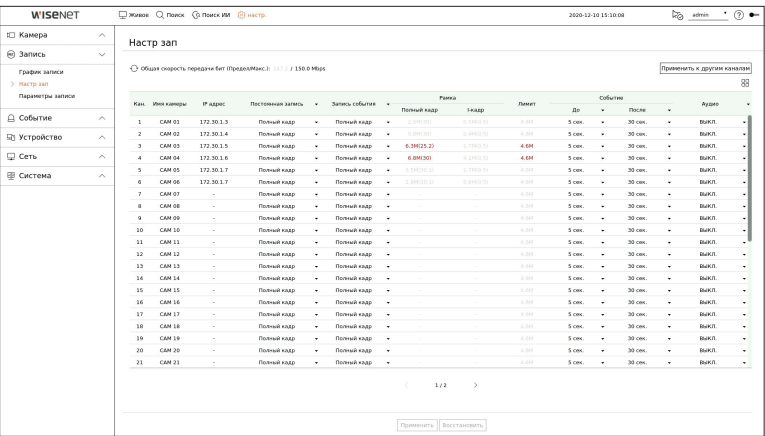 WISENET
Живое Поиск Поиск ИИ настр. 2020-12-10 15:10:08 admin
Камера
Запись
График записи
Настр зап
Параметры записи
Событие
Устройство
Сеть
Система
Настр зап
Общая скорость передачи бит (Предел/Макс.): / 150.0 Mbps
Применить к другим каналам
Рамка Событие
Кан. Имя камеры IP адрес Постоянная запись Запись события Лимит Аудио
Полный кадр I-кадр До После
1 CAM 01 172.30.1.3 Полный кадр Полный кадр 5 сек. 30 сек. ВЫКЛ.
2 CAM 02 172.30.1.4 Полный кадр Полный кадр 5 сек. 30 сек. ВЫКЛ.
3 CAM 03 172.30.1.5 Полный кадр Полный кадр 6.3M(25.2) 4.6M 5 сек. 30 сек. ВЫКЛ.
4 CAM 04 172.30.1.6 Полный кадр Полный кадр 6.8M(30) 4.6M 5 сек. 30 сек. ВЫКЛ.
5 CAM 05 172.30.1.7 Полный кадр Полный кадр 5 сек. 30 сек. ВЫКЛ.
6 CAM 06 172.30.1.7 Полный кадр Полный кадр 5 сек. 30 сек. ВЫКЛ.
7 CAM 07 - Полный кадр Полный кадр 5 сек. 30 сек. ВЫКЛ.
8 CAM 08 - Полный кадр Полный кадр 5 сек. 30 сек. ВЫКЛ.
9 CAM 09 - Полный кадр Полный кадр 5 сек. 30 сек. ВЫКЛ.
10 CAM 10 - Полный кадр Полный кадр 5 сек. 30 сек. ВЫКЛ.
11 CAM 11 - Полный кадр Полный кадр 5 сек. 30 сек. ВЫКЛ.
12 CAM 12 - Полный кадр Полный кадр 5 сек. 30 сек. ВЫКЛ.
13 CAM 13 - Полный кадр Полный кадр 5 сек. 30 сек. ВЫКЛ.
14 CAM 14 - Полный кадр Полный кадр 5 сек. 30 сек. ВЫКЛ.
15 CAM 15 - Полный кадр Полный кадр 5 сек. 30 сек. ВЫКЛ.
16 CAM 16 - Полный кадр Полный кадр 5 сек. 30 сек. ВЫКЛ.
17 CAM 17 - Полный кадр Полный кадр 5 сек. 30 сек. ВЫКЛ.
18 CAM 18 - Полный кадр Полный кадр 5 сек. 30 сек. ВЫКЛ.
19 CAM 19 - Полный кадр Полный кадр 5 сек. 30 сек. ВЫКЛ.
20 CAM 20 - Полный кадр Полный кадр 5 сек. 30 сек. ВЫКЛ.
21 CAM 21 - Полный кадр Полный кадр 5 сек. 30 сек. ВЫКЛ.
1 / 2
Применить Восстановить